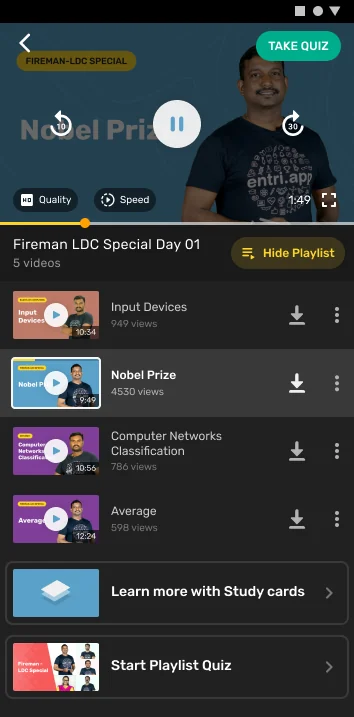 TAKE QUIZ
FIREMAN-LDC SPECIAL
Nobel Priz
10
30
entri.app
HD Quality
Speed
1:49
Fireman LDC Special Day 01
5 videos
Hide Playlist
Input Devices
949 views
Input
Devices
10:34
Nobel Prize
4530 views
Nobel P
9:49
Computer Networks
Classification
786 views
Computer
Networks
Classification
10:56
Average
598 views
Average
12:24
Learn more with Study cards
Start Playlist Quiz
Fireman
LDC Special